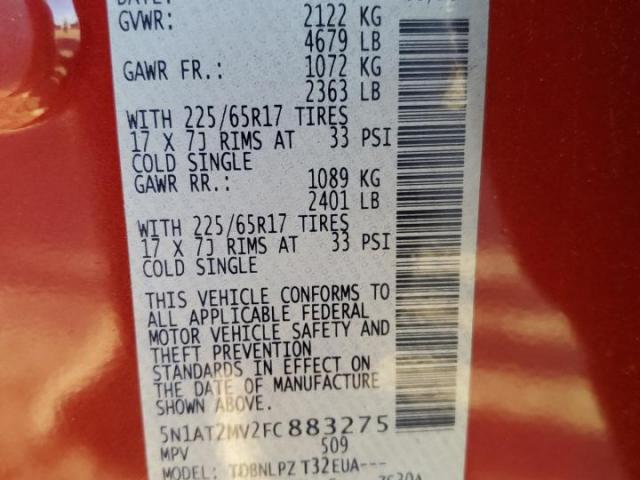 GVWR: 2122 KG
4679 LB
GAWR FR.: 1072 KG
2363 LB
WITH 225/65R17 TIRES
17 X 7J RIMS AT 33 PSI
COLD SINGLE
GAWR RR.: 1089 KG
2401 LB
WITH 225/65R17 TIRES
17 X 7J RIMS AT 33 PSI
COLD SINGLE
THIS VEHICLE CONFORMS TO
ALL APPLICABLE FEDERAL
MOTOR VEHICLE SAFETY AND
THEFT PREVENTION
STANDARDS IN EFFECT ON
THE DATE OF MANUFACTURE
SHOWN ABOVE.
5N1AT2MV2FC883275
MPV 509
MODEL: TDBNLPZ T32EUA---